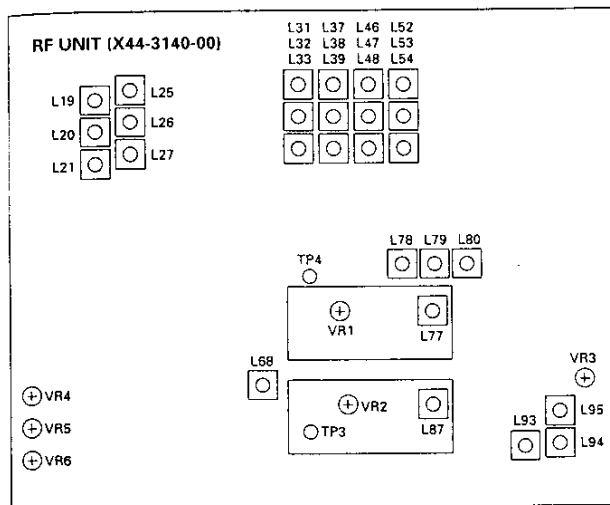 RF UNIT (X44-3140-00)
L31 L37 L46 L52
L32 L38 L47 L53
L33 L39 L48 L54
L19
L25
L20
L26
L21
L27
L78 L79 L80
TP4
VR1
L77
VR3
L68
VR4
VR2
L95
VR5
TP3
L87
L93
L94
VR6